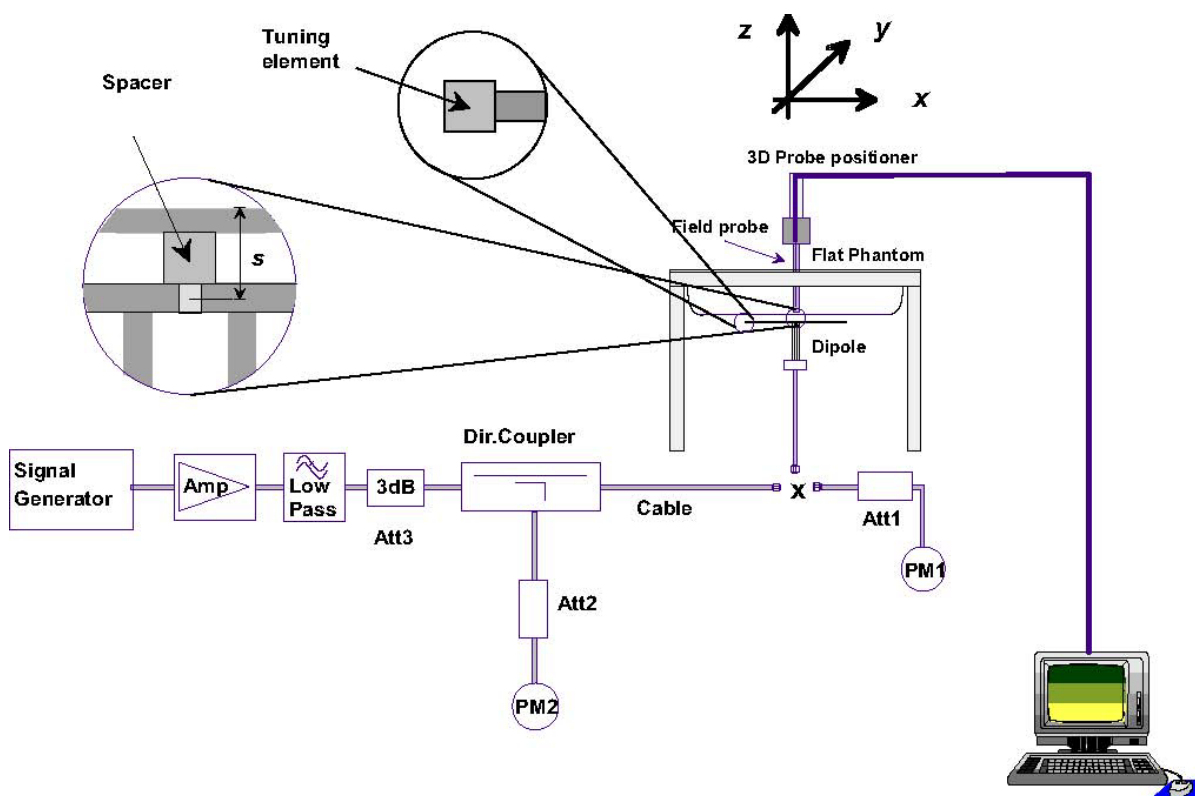 Tuning
element
Spacer
s
z
y
x
3D Probe positioner
Field probe
Flat Phantom
Dipole
Dir.Coupler
Signal
Generator
Amp
Low
Pass
3dB
Att3
Cable
x
Att1
PM1
Att2
PM2